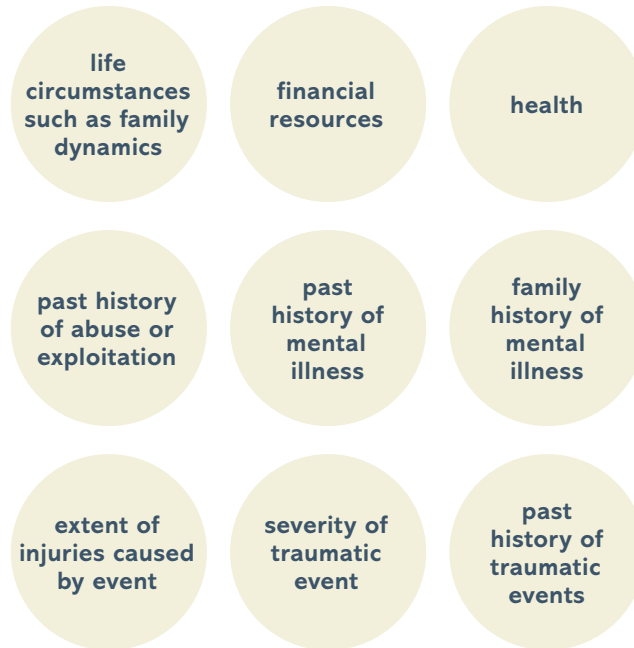 life
circumstances
such as family
dynamics
financial
resources
health
past history
of abuse or
exploitation
past
history of
mental
illness
family
history of
mental
illness
extent of
injuries caused
by event
severity of
traumatic
event
past
history of
traumatic
events